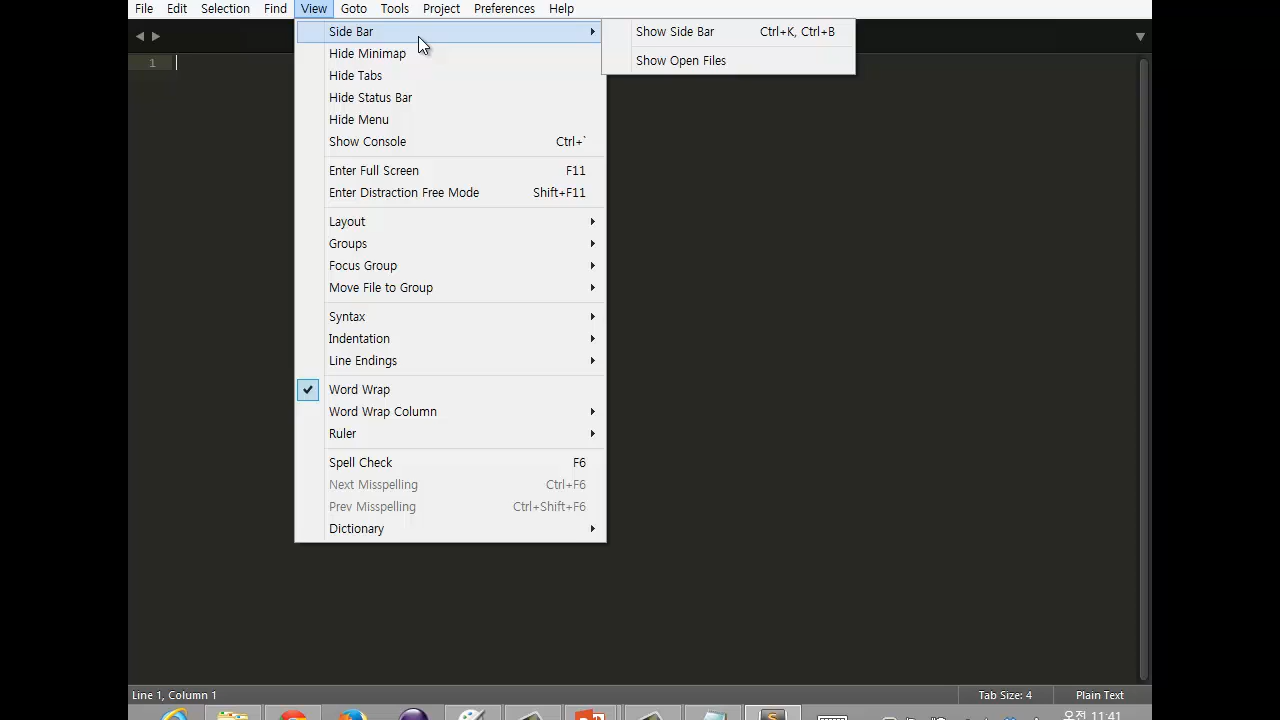 File Edit Selection Find View Goto Tools Project Preferences Help
Side Bar
Show Side Bar Ctrl+K, Ctrl+B
Hide Minimap
Show Open Files
Hide Tabs
Hide Status Bar
Hide Menu
Show Console Ctrl+`
Enter Full Screen F11
Enter Distraction Free Mode Shift+F11
Layout
Groups
Focus Group
Move File to Group
Syntax
Indentation
Line Endings
Word Wrap
Word Wrap Column
Ruler
Spell Check F6
Next Misspelling Ctrl+F6
Prev Misspelling Ctrl+Shift+F6
Dictionary
1
Line 1, Column 1 Tab Size: 4 Plain Text
오전 11:41